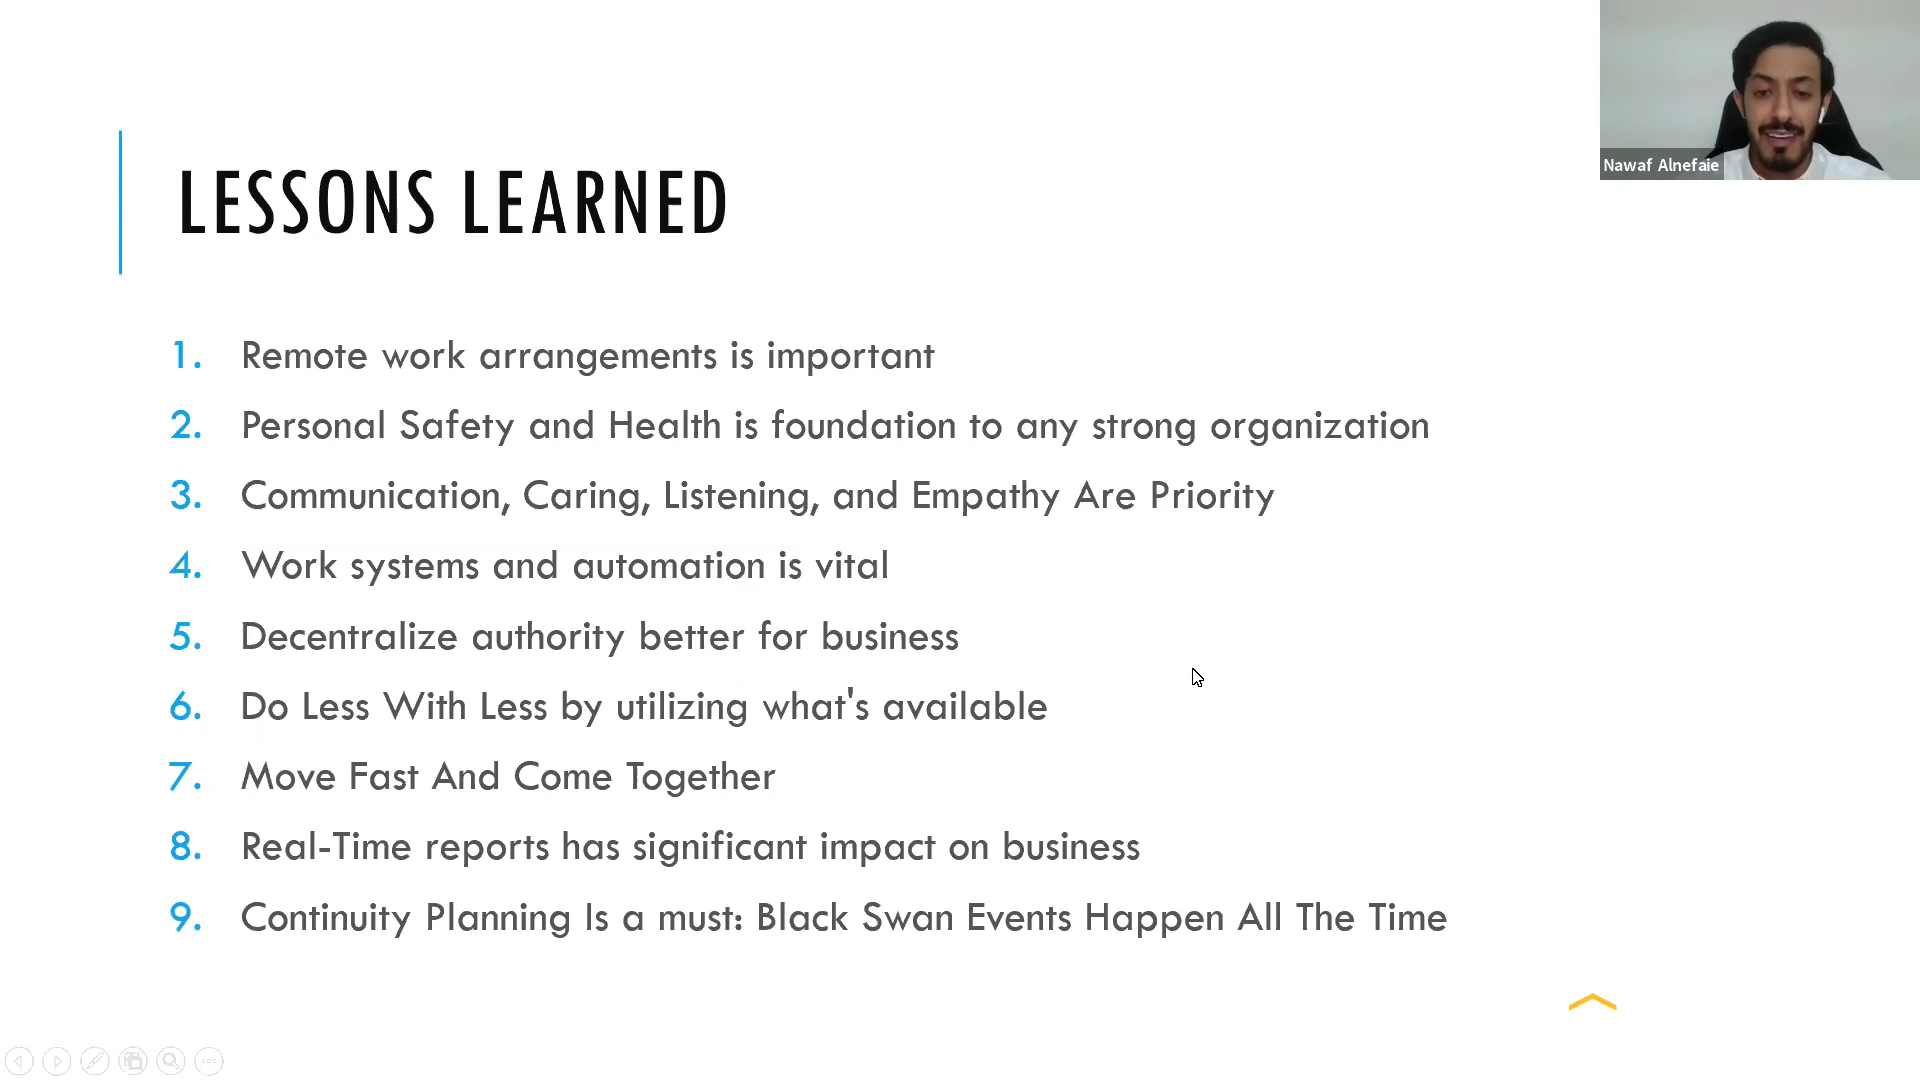 Nawaf Alnefaie
LESSONS LEARNED
1. Remote work arrangements is important
2. Personal Safety and Health is foundation to any strong organization
3. Communication, Caring, Listening, and Empathy Are Priority
4. Work systems and automation is vital
5. Decentralize authority better for business
6. Do Less With Less by utilizing what's available
7. Move Fast And Come Together
8. Real-Time reports has significant impact on business
9. Continuity Planning Is a must: Black Swan Events Happen All The Time